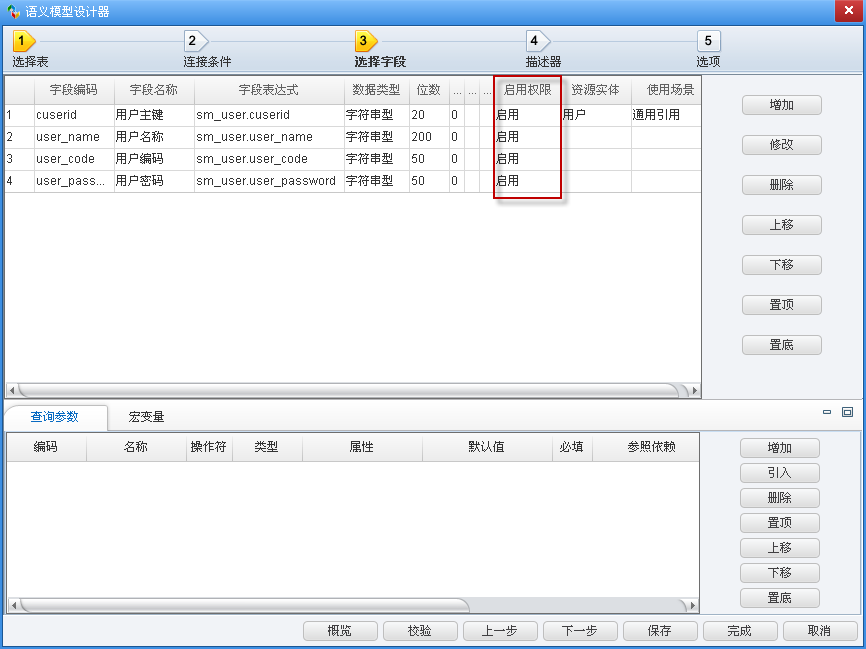 语义模型设计器
1 2 3 4 5
选择表 连接条件 选择字段 描述器 选项
字段编码 字段名称 字段表达式 数据类型 位数 ... ... ... 启用权限 资源实体 使用场景
1 cuserid 用户主键 sm_user.cuserid 字符串型 20 0 启用 用户 通用引用
2 user_name 用户名称 sm_user.user_name 字符串型 200 0 启用
3 user_code 用户编码 sm_user.user_code 字符串型 50 0 启用
4 user_pass... 用户密码 sm_user.user_password 字符串型 50 0 启用
增加
修改
删除
上移
下移
置顶
置底
查询参数 宏变量
编码 名称 操作符 类型 属性 默认值 必填 参照依赖
增加
引入
删除
置顶
上移
下移
置底
概览 校验 上一步 下一步 保存 完成 取消